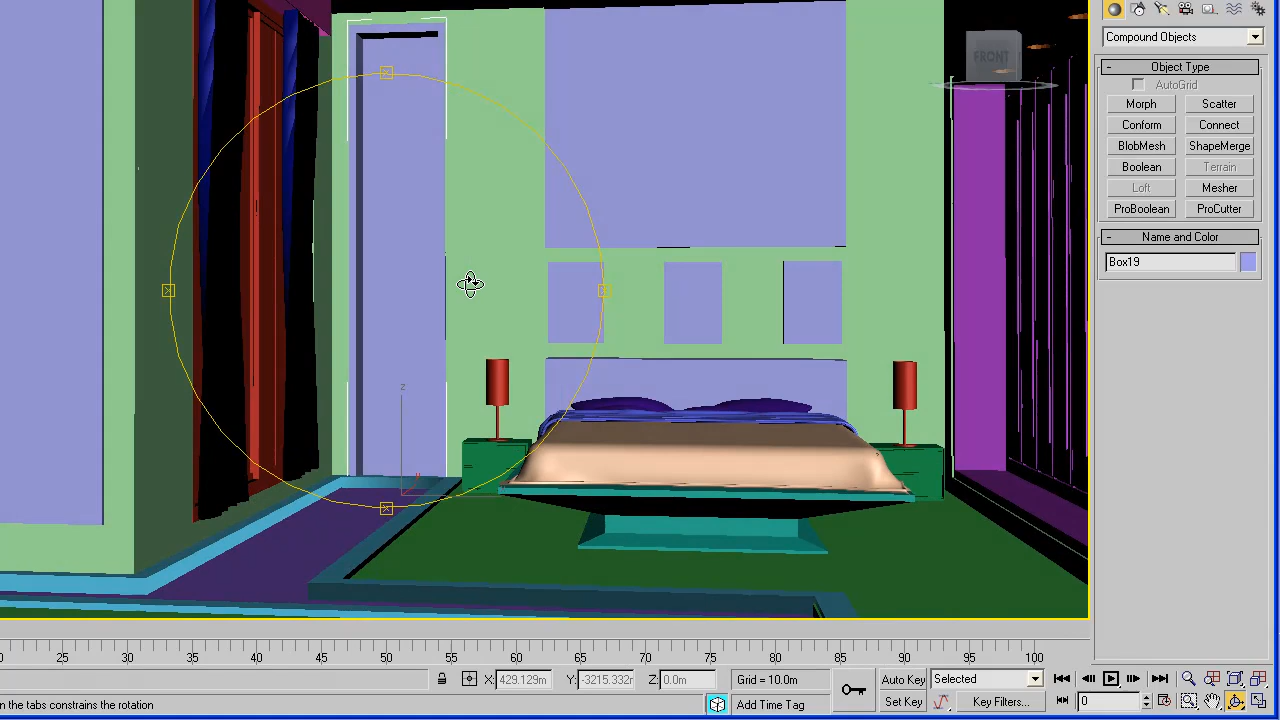 Compound Objects
FRONT
- Object Type
AutoGrid
Morph Scatter
Conform Connect
BlobMesh ShapeMerge
Boolean Terrain
Loft Mesher
ProBoolean ProCutter
- Name and Color
Box19
z
0 25 30 35 40 45 50 55 60 65 70 75 80 85 90 95 100
X: 429.129m Y: -3215.332m Z: 0.0m Grid = 10.0m Auto Key Selected
n the tabs constrains the rotation Add Time Tag Set Key Key Filters... 0